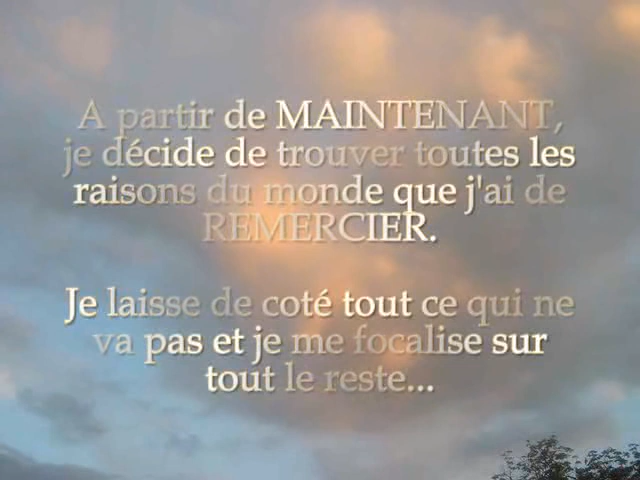 A partir de MAINTENANT,
je décide de trouver toutes les
raisons du monde que j'ai de
REMERCIER.
Je laisse de coté tout ce qui ne
va pas et je me focalise sur
tout le reste...